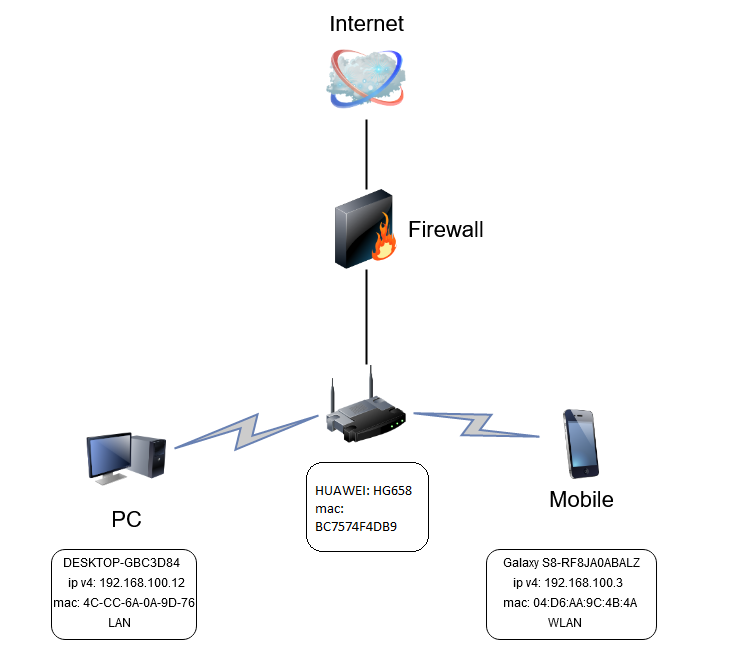 Internet
Firewall
HUAWEI: HG658
mac:
BC7574F4DB9
PC
DESKTOP-GBC3D84
ip v4: 192.168.100.12
mac: 4C-CC-6A-0A-9D-76
LAN
Mobile
Galaxy S8-RF8JA0ABALZ
ip v4: 192.168.100.3
mac: 04:D6:AA:9C:4B:4A
WLAN